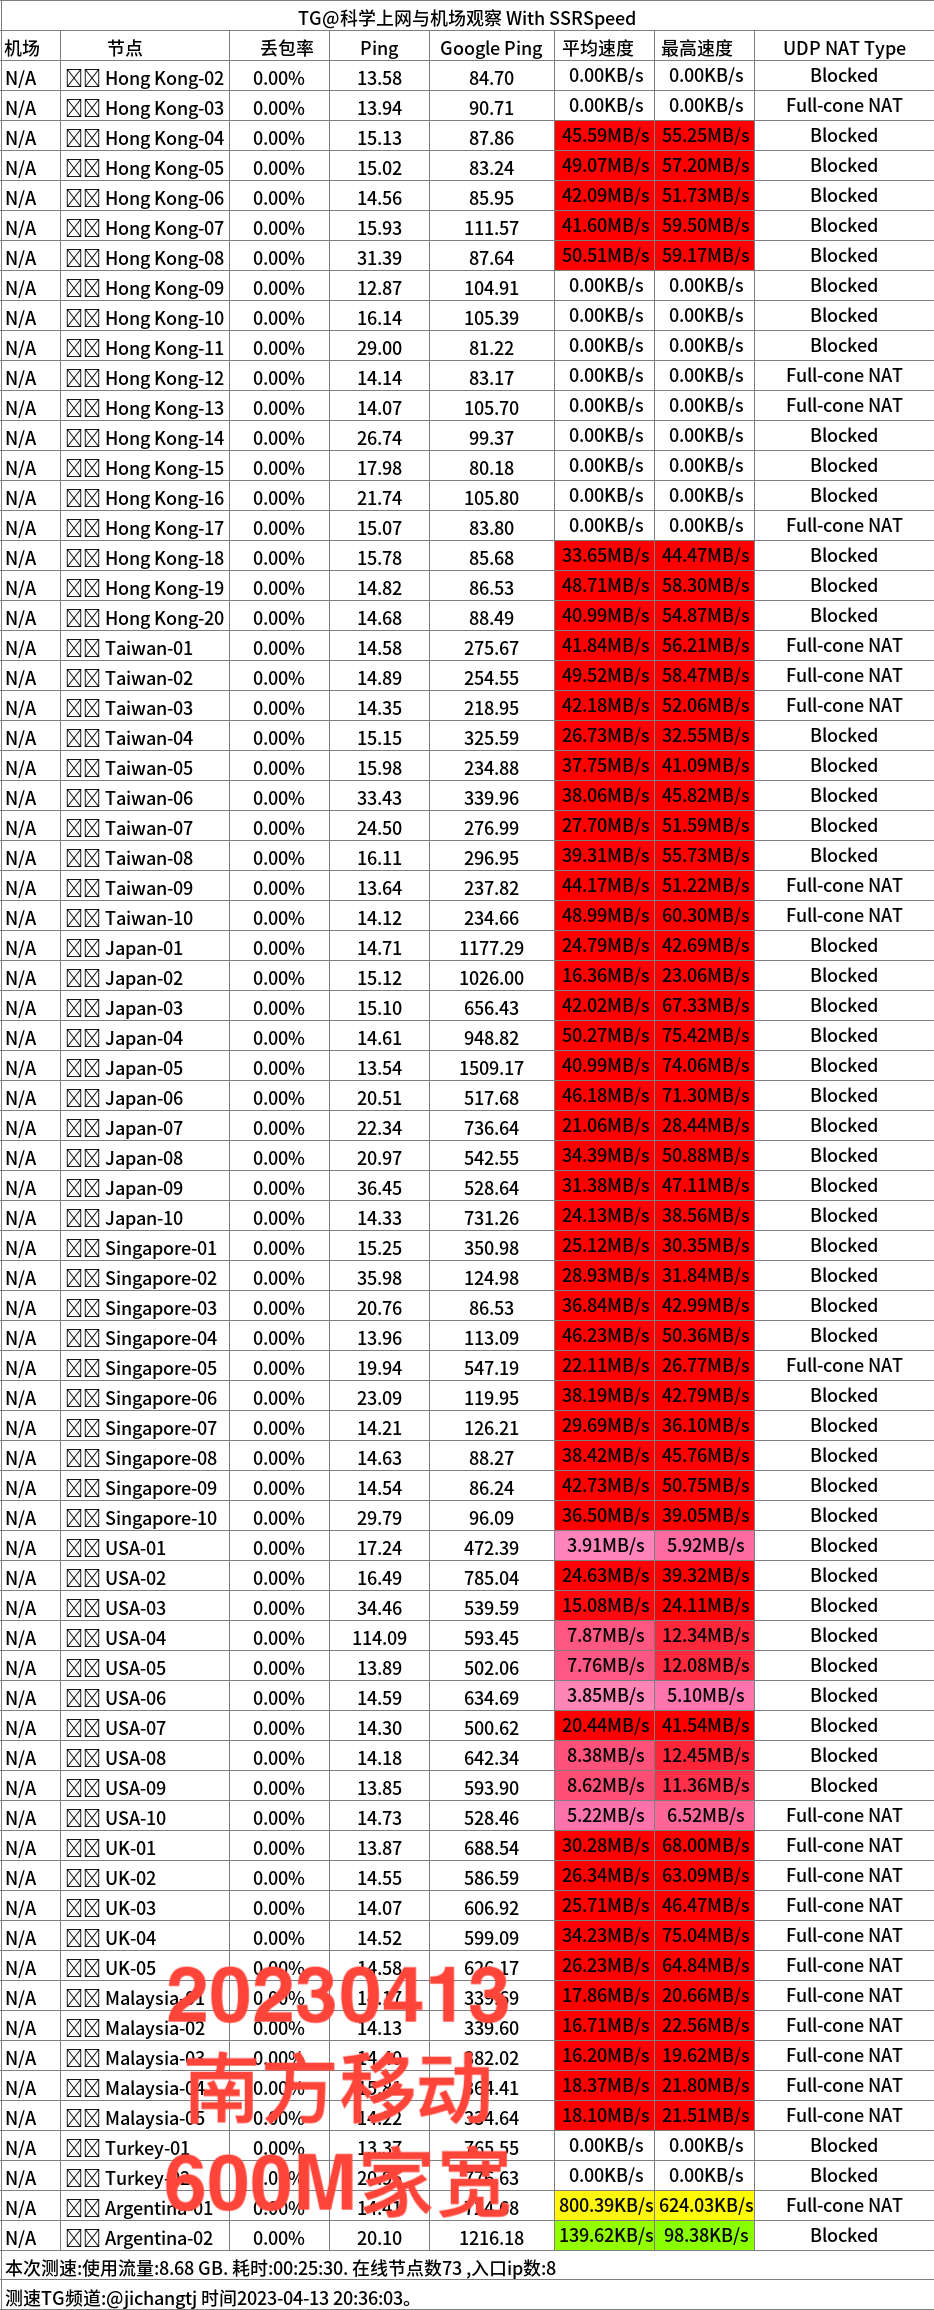 TG@科学上网与机场观察 With SSRSpeed
机场 节点 丢包率 Ping Google Ping 平均速度 最高速度 UDP NAT Type
N/A Hong Kong-02 0.00% 13.58 84.70 0.00KB/s 0.00KB/s Blocked
N/A Hong Kong-03 0.00% 13.94 90.71 0.00KB/s 0.00KB/s Full-cone NAT
N/A Hong Kong-04 0.00% 15.13 87.86 45.59MB/s 55.25MB/s Blocked
N/A Hong Kong-05 0.00% 15.02 83.24 49.07MB/s 57.20MB/s Blocked
N/A Hong Kong-06 0.00% 14.56 85.95 42.09MB/s 51.73MB/s Blocked
N/A Hong Kong-07 0.00% 15.93 111.57 41.60MB/s 59.50MB/s Blocked
N/A Hong Kong-08 0.00% 31.39 87.64 50.51MB/s 59.17MB/s Blocked
N/A Hong Kong-09 0.00% 12.87 104.91 0.00KB/s 0.00KB/s Blocked
N/A Hong Kong-10 0.00% 16.14 105.39 0.00KB/s 0.00KB/s Blocked
N/A Hong Kong-11 0.00% 29.00 81.22 0.00KB/s 0.00KB/s Blocked
N/A Hong Kong-12 0.00% 14.14 83.17 0.00KB/s 0.00KB/s Full-cone NAT
N/A Hong Kong-13 0.00% 14.07 105.70 0.00KB/s 0.00KB/s Full-cone NAT
N/A Hong Kong-14 0.00% 26.74 99.37 0.00KB/s 0.00KB/s Blocked
N/A Hong Kong-15 0.00% 17.98 80.18 0.00KB/s 0.00KB/s Blocked
N/A Hong Kong-16 0.00% 21.74 105.80 0.00KB/s 0.00KB/s Blocked
N/A Hong Kong-17 0.00% 15.07 83.80 0.00KB/s 0.00KB/s Full-cone NAT
N/A Hong Kong-18 0.00% 15.78 85.68 33.65MB/s 44.47MB/s Blocked
N/A Hong Kong-19 0.00% 14.82 86.53 48.71MB/s 58.30MB/s Blocked
N/A Hong Kong-20 0.00% 14.68 88.49 40.99MB/s 54.87MB/s Blocked
N/A Taiwan-01 0.00% 14.58 275.67 41.84MB/s 56.21MB/s Full-cone NAT
N/A Taiwan-02 0.00% 14.89 254.55 49.52MB/s 58.47MB/s Full-cone NAT
N/A Taiwan-03 0.00% 14.35 218.95 42.18MB/s 52.06MB/s Full-cone NAT
N/A Taiwan-04 0.00% 15.15 325.59 26.73MB/s 32.55MB/s Blocked
N/A Taiwan-05 0.00% 15.98 234.88 37.75MB/s 41.09MB/s Blocked
N/A Taiwan-06 0.00% 33.43 339.96 38.06MB/s 45.82MB/s Blocked
N/A Taiwan-07 0.00% 24.50 276.99 27.70MB/s 51.59MB/s Blocked
N/A Taiwan-08 0.00% 16.11 296.95 39.31MB/s 55.73MB/s Blocked
N/A Taiwan-09 0.00% 13.64 237.82 44.17MB/s 51.22MB/s Full-cone NAT
N/A Taiwan-10 0.00% 14.12 234.66 48.99MB/s 60.30MB/s Full-cone NAT
N/A Japan-01 0.00% 14.71 1177.29 24.79MB/s 42.69MB/s Blocked
N/A Japan-02 0.00% 15.12 1026.00 16.36MB/s 23.06MB/s Blocked
N/A Japan-03 0.00% 15.10 656.43 42.02MB/s 67.33MB/s Blocked
N/A Japan-04 0.00% 14.61 948.82 50.27MB/s 75.42MB/s Blocked
N/A Japan-05 0.00% 13.54 1509.17 40.99MB/s 74.06MB/s Blocked
N/A Japan-06 0.00% 20.51 517.68 46.18MB/s 71.30MB/s Blocked
N/A Japan-07 0.00% 22.34 736.64 21.06MB/s 28.44MB/s Blocked
N/A Japan-08 0.00% 20.97 542.55 34.39MB/s 50.88MB/s Blocked
N/A Japan-09 0.00% 36.45 528.64 31.38MB/s 47.11MB/s Blocked
N/A Japan-10 0.00% 14.33 731.26 24.13MB/s 38.56MB/s Blocked
N/A Singapore-01 0.00% 15.25 350.98 25.12MB/s 30.35MB/s Blocked
N/A Singapore-02 0.00% 35.98 124.98 28.93MB/s 31.84MB/s Blocked
N/A Singapore-03 0.00% 20.76 86.53 36.84MB/s 42.99MB/s Blocked
N/A Singapore-04 0.00% 13.96 113.09 46.23MB/s 50.36MB/s Blocked
N/A Singapore-05 0.00% 19.94 547.19 22.11MB/s 26.77MB/s Full-cone NAT
N/A Singapore-06 0.00% 23.09 119.95 38.19MB/s 42.79MB/s Blocked
N/A Singapore-07 0.00% 14.21 126.21 29.69MB/s 36.10MB/s Blocked
N/A Singapore-08 0.00% 14.63 88.27 38.42MB/s 45.76MB/s Blocked
N/A Singapore-09 0.00% 14.54 86.24 42.73MB/s 50.75MB/s Blocked
N/A Singapore-10 0.00% 29.79 96.09 36.50MB/s 39.05MB/s Blocked
N/A USA-01 0.00% 17.24 472.39 3.91MB/s 5.92MB/s Blocked
N/A USA-02 0.00% 16.49 785.04 24.63MB/s 39.32MB/s Blocked
N/A USA-03 0.00% 34.46 539.59 15.08MB/s 24.11MB/s Blocked
N/A USA-04 0.00% 114.09 593.45 7.87MB/s 12.34MB/s Blocked
N/A USA-05 0.00% 13.89 502.06 7.76MB/s 12.08MB/s Blocked
N/A USA-06 0.00% 14.59 634.69 3.85MB/s 5.10MB/s Blocked
N/A USA-07 0.00% 14.30 500.62 20.44MB/s 41.54MB/s Blocked
N/A USA-08 0.00% 14.18 642.34 8.38MB/s 12.45MB/s Blocked
N/A USA-09 0.00% 13.85 593.90 8.62MB/s 11.36MB/s Blocked
N/A USA-10 0.00% 14.73 528.46 5.22MB/s 6.52MB/s Full-cone NAT
N/A UK-01 0.00% 13.87 688.54 30.28MB/s 68.00MB/s Full-cone NAT
N/A UK-02 0.00% 14.55 586.59 26.34MB/s 63.09MB/s Full-cone NAT
N/A UK-03 0.00% 14.07 606.92 25.71MB/s 46.47MB/s Full-cone NAT
N/A UK-04 0.00% 14.52 599.09 34.23MB/s 75.04MB/s Full-cone NAT
N/A UK-05 0.00% 14.58 26.23MB/s 64.84MB/s Full-cone NAT
20230413
N/A Malaysia-01 0.00% 17.86MB/s 20.66MB/s Full-cone NAT
N/A Malaysia-02 0.00% 14.13 339.60 16.71MB/s 22.56MB/s Full-cone NAT
N/A Malaysia-03 0.00% 382.02 16.20MB/s 19.62MB/s Full-cone NAT
南方移动
N/A Malaysia-04 0.00% 18.37MB/s 21.80MB/s Full-cone NAT
N/A Malaysia-05 0.00% 14.22 18.10MB/s 21.51MB/s Full-cone NAT
N/A Turkey-01 0.00% 13.37 765.55 0.00KB/s 0.00KB/s Blocked
N/A Turkey-02 0.00% 0.00KB/s 0.00KB/s Blocked
600M家宽
N/A Argentina-01 0.00% 14.41 800.39KB/s 624.03KB/s Full-cone NAT
N/A Argentina-02 0.00% 20.10 1216.18 139.62KB/s 98.38KB/s Blocked
本次测速:使用流量:8.68 GB. 耗时:00:25:30. 在线节点数73 ,入口ip数:8
测速TG频道:@jichangtj 时间2023-04-13 20:36:03。